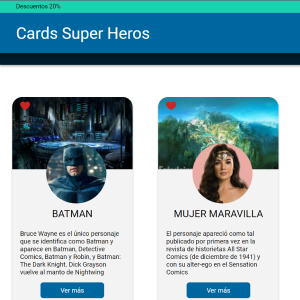 Descuentos 20%
Cards Super Heros
BATMAN
Bruce Wayne es el único personaje
que se identifica como Batman y
aparece en Batman, Detective
Comics, Batman y Robin, y Batman:
The Dark Knight. Dick Grayson
vuelve al manto de Nightwing
Ver más
MUJER MARAVILLA
El personaje apareció como tal
publicado por primera vez en la
revista de historietas All Star
Comics (de diciembre de 1941) y
con su alter-ego en el Sensation
Comics
Ver más